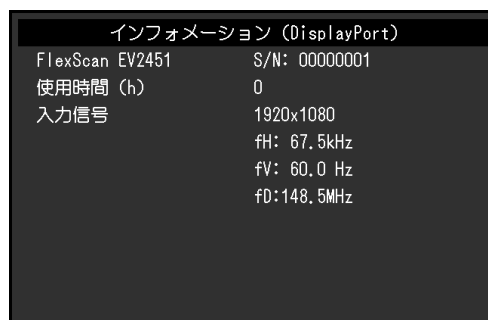 インフォメーション (DisplayPort)
FlexScan EV2451 S/N: 00000001
使用時間 (h) 0
入力信号 1920x1080
fH: 67.5kHz
fV: 60.0 Hz
fD:148.5MHz